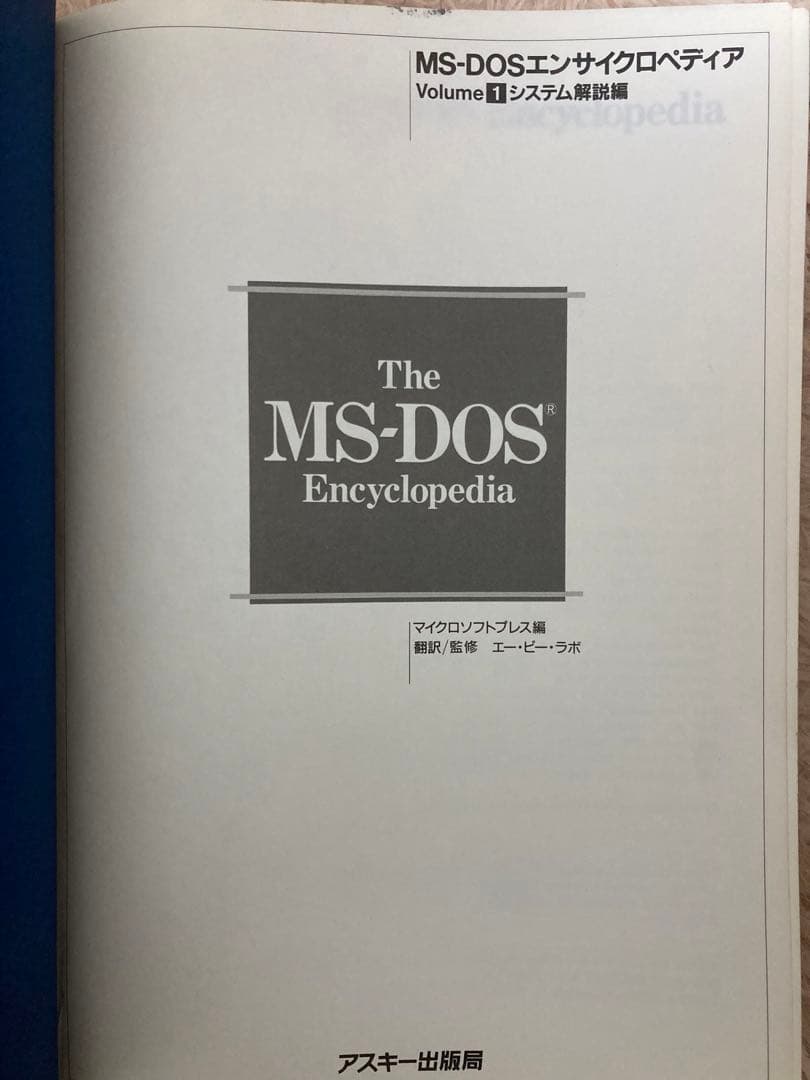 MS-DOSエンサイクロペディア
Volume 1 システム解説編
The
MS-DOS®
Encyclopedia
マイクロソフトプレス編
翻訳/監修 エー・ビー・ラボ
アスキー出版局